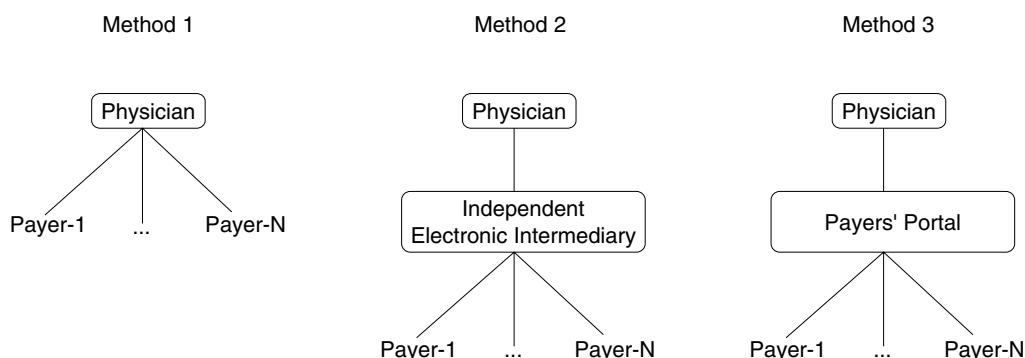 Method 1
Method 2
Method 3
Physician
Physician
Physician
Payer-1
...
Payer-N
Independent
Electronic Intermediary
Payers' Portal
Payer-1
...
Payer-N
Payer-1
...
Payer-N